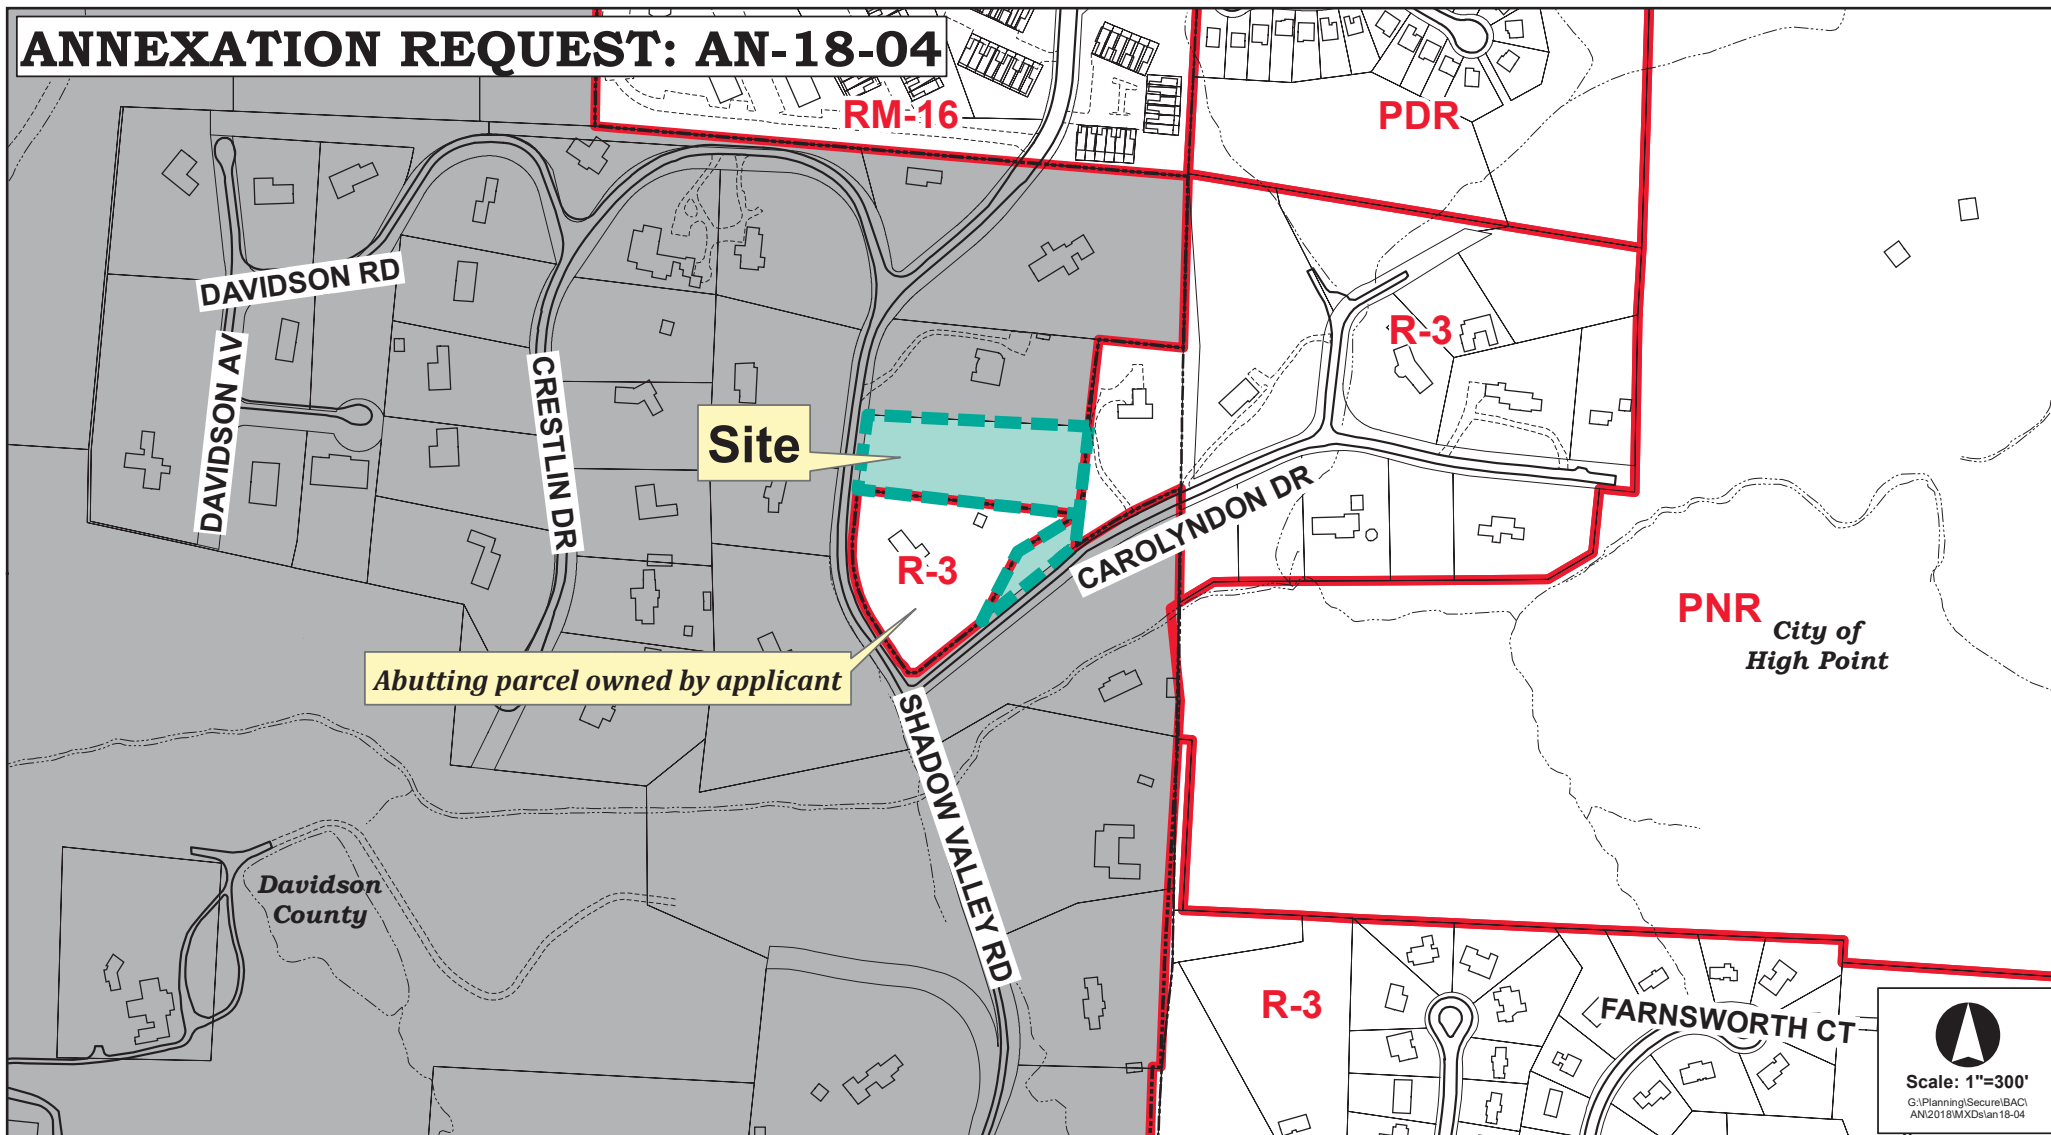 ANNEXATION REQUEST: AN-18-04
RM-16
PDR
DAVIDSON RD
DAVIDSON AV
CRESTLIN DR
R-3
Site
CAROLYNDON DR
R-3
PNR
City of
High Point
Abutting parcel owned by applicant
SHADOW VALLEY RD
Davidson
County
R-3
FARNSWORTH CT
Scale: 1"=300'
G:\Planning\Secure\BAC\
AN\2018\MXDs\an18-04